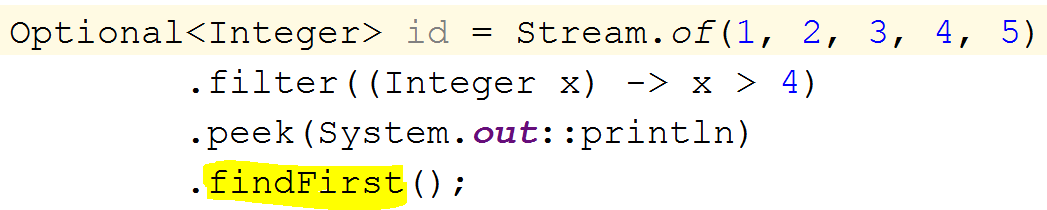 Optional<Integer> id = Stream.of(1, 2, 3, 4, 5)
.filter((Integer x) -> x > 4)
.peek(System.out::println)
.findFirst();